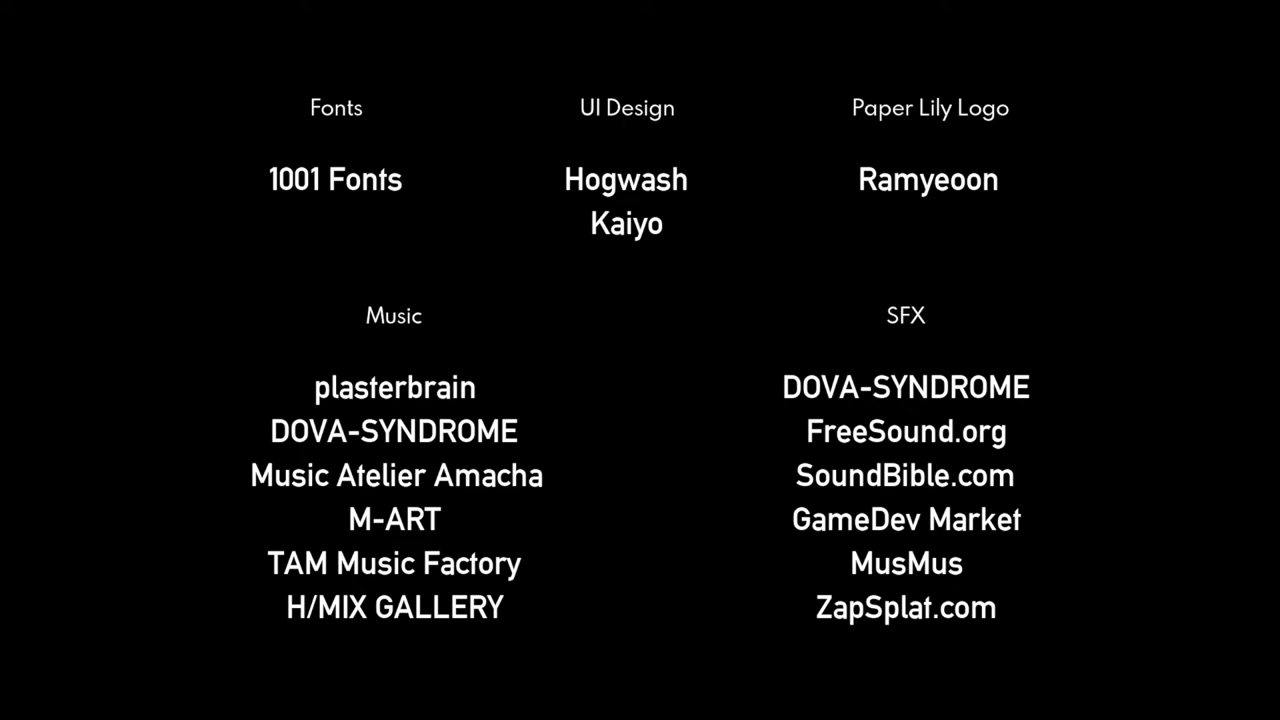 Fonts
1001 Fonts
UI Design
Hogwash
Kaiyo
Paper Lily Logo
Ramyeoon
Music
plasterbrain
DOVA-SYNDROME
Music Atelier Amacha
M-ART
TAM Music Factory
H/MIX GALLERY
SFX
DOVA-SYNDROME
FreeSound.org
SoundBible.com
GameDev Market
MusMus
ZapSplat.com